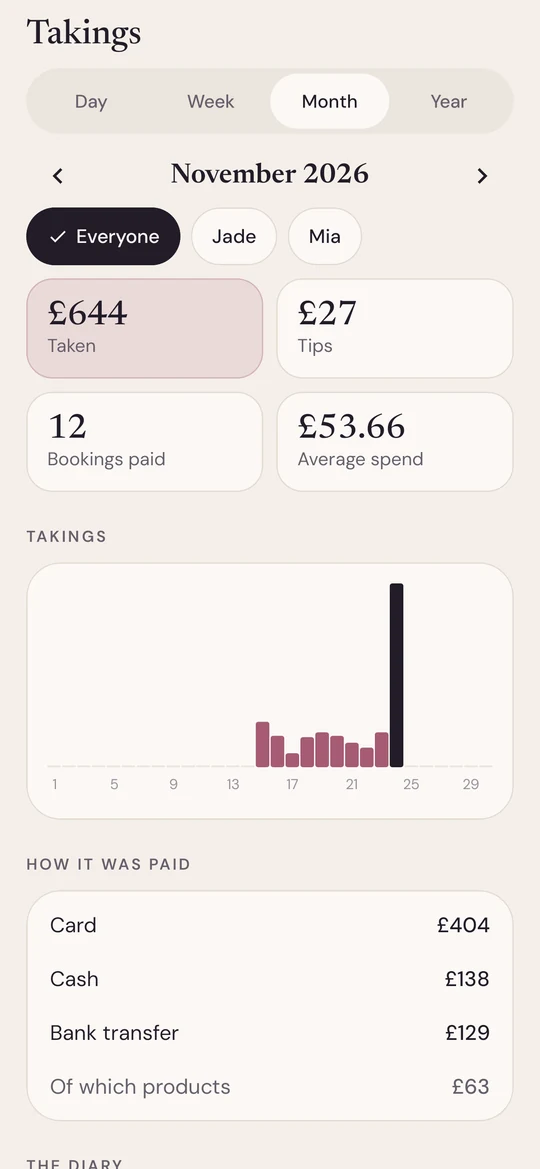 Takings
Day Week Month Year
November 2026
Everyone Jade Mia
£644 £27
Taken Tips
12 £53.66
Bookings paid Average spend
TAKINGS
1 5 9 13 17 21 25 29
HOW IT WAS PAID
Card £404
Cash £138
Bank transfer £129
Of which products £63
THE DIARY